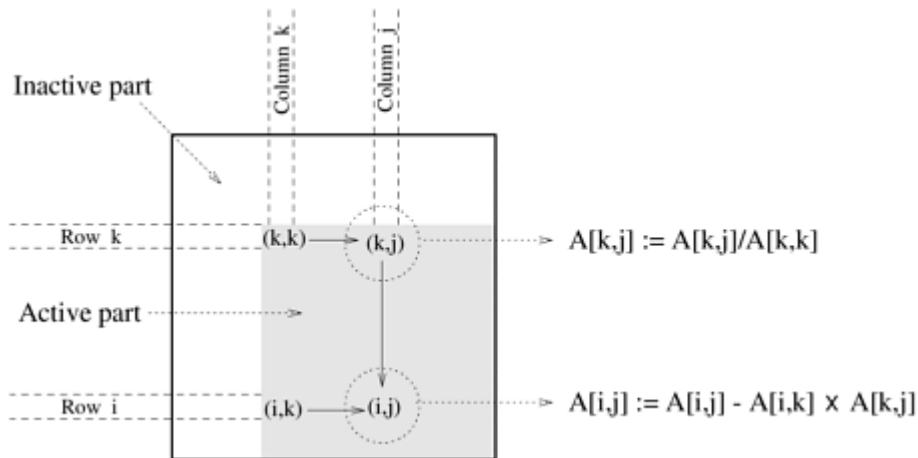 Column k
Column j
Inactive part
Row k
(k,k)
(k,j)
A[k,j] := A[k,j]/A[k,k]
Active part
Row i
(i,k)
(i,j)
A[i,j] := A[i,j] - A[i,k] x A[k,j]